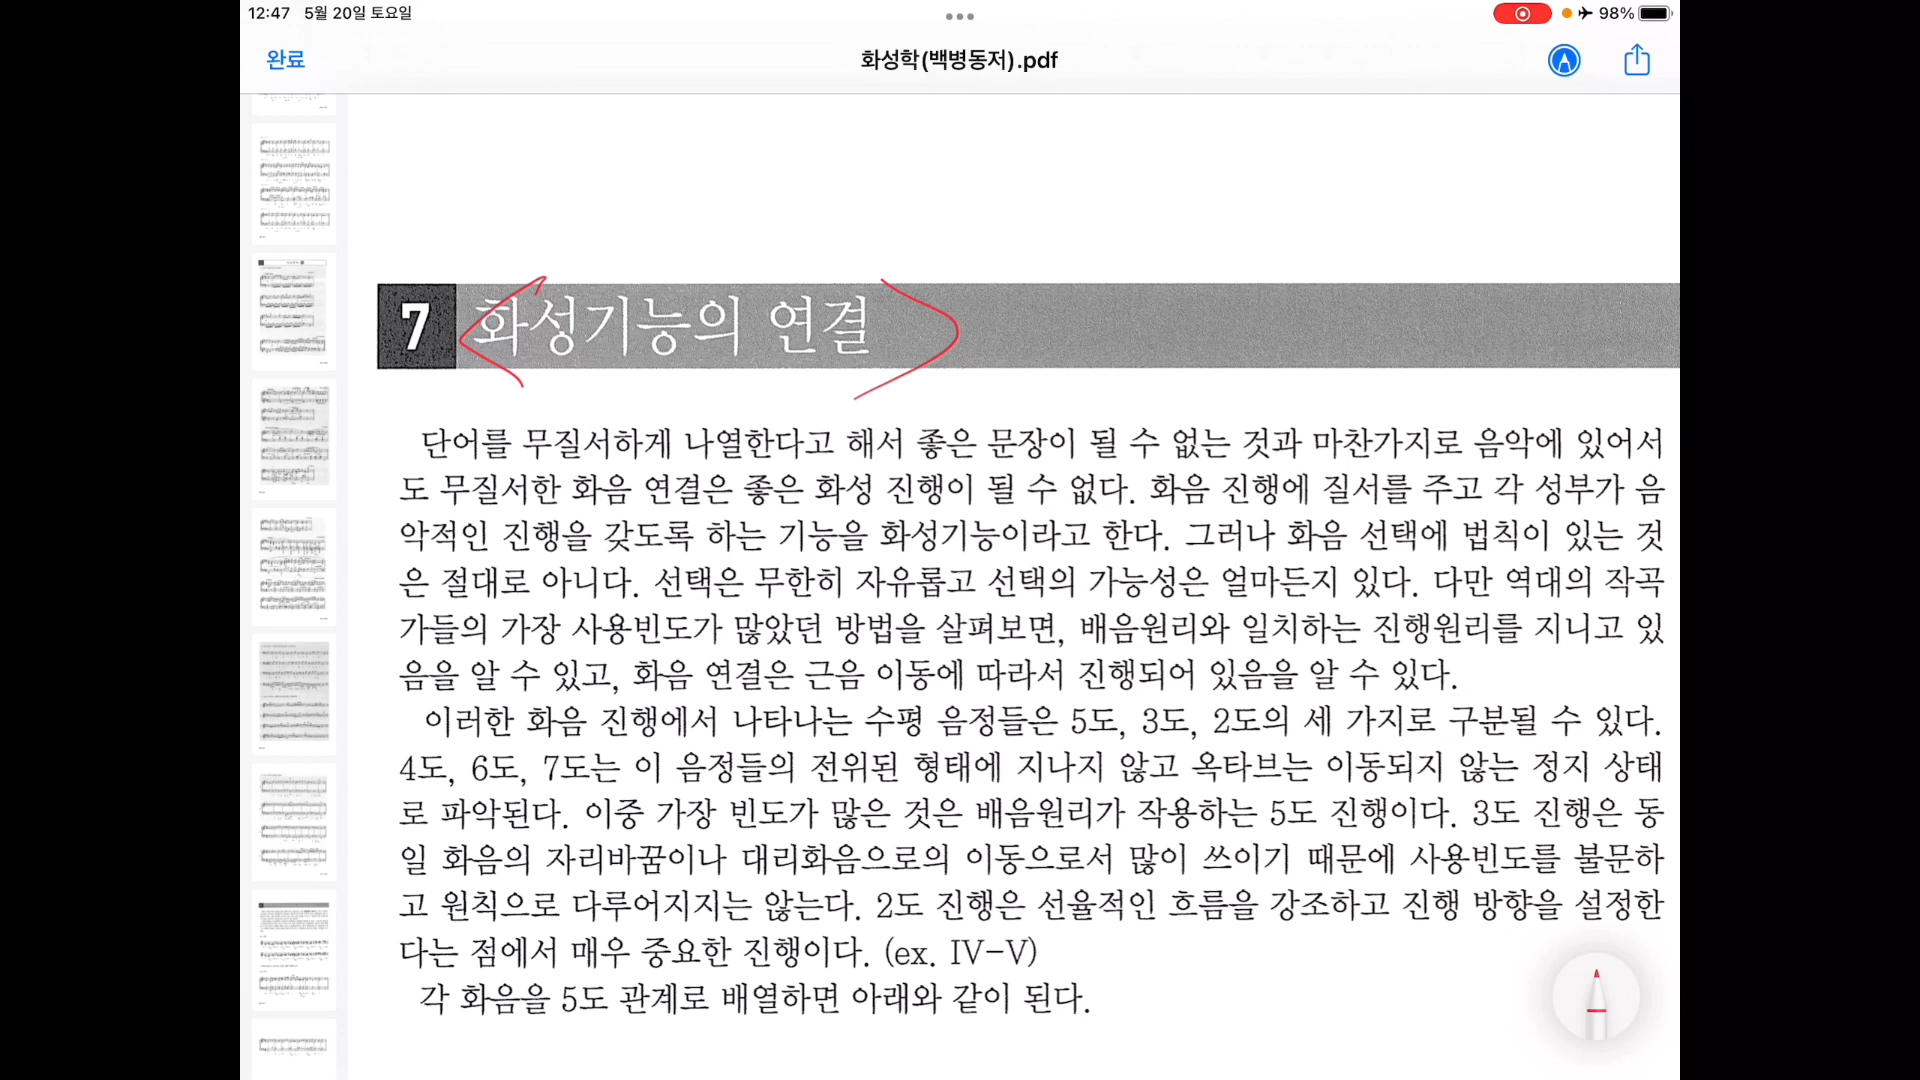 12:47 5월 20일 토요일
98%
완료
화성학(백병동저).pdf
7 화성기능의 연결
단어를 무질서하게 나열한다고 해서 좋은 문장이 될 수 없는 것과 마찬가지로 음악에 있어서
도 무질서한 화음 연결은 좋은 화성 진행이 될 수 없다. 화음 진행에 질서를 주고 각 성부가 음
악적인 진행을 갖도록 하는 기능을 화성기능이라고 한다. 그러나 화음 선택에 법칙이 있는 것
은 절대로 아니다. 선택은 무한히 자유롭고 선택의 가능성은 얼마든지 있다. 다만 역대의 작곡
가들의 가장 사용빈도가 많았던 방법을 살펴보면, 배음원리와 일치하는 진행원리를 지니고 있
음을 알 수 있고, 화음 연결은 근음 이동에 따라서 진행되어 있음을 알 수 있다.
이러한 화음 진행에서 나타나는 수평 음정들은 5도, 3도, 2도의 세 가지로 구분될 수 있다.
4도, 6도, 7도는 이 음정들의 전위된 형태에 지나지 않고 옥타브는 이동되지 않는 정지 상태
로 파악된다. 이중 가장 빈도가 많은 것은 배음원리가 작용하는 5도 진행이다. 3도 진행은 동
일 화음의 자리바꿈이나 대리화음으로의 이동으로서 많이 쓰이기 때문에 사용빈도를 불문하
고 원칙으로 다루어지지는 않는다. 2도 진행은 선율적인 흐름을 강조하고 진행 방향을 설정한
다는 점에서 매우 중요한 진행이다. (ex. IV-V)
각 화음을 5도 관계로 배열하면 아래와 같이 된다.